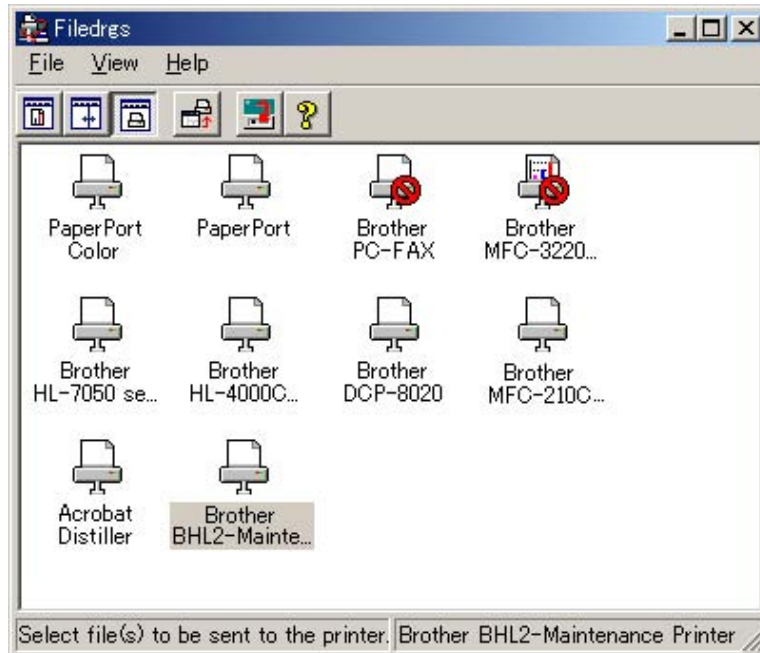 Filedrgs
File View Help
PaperPort
Color
PaperPort
Brother
PC-FAX
Brother
MFC-3220...
Brother
HL-7050 se...
Brother
HL-4000C...
Brother
DCP-8020
Brother
MFC-210C...
Acrobat
Distiller
Brother
BHL2-Mainte...
Select file(s) to be sent to the printer. Brother BHL2-Maintenance Printer